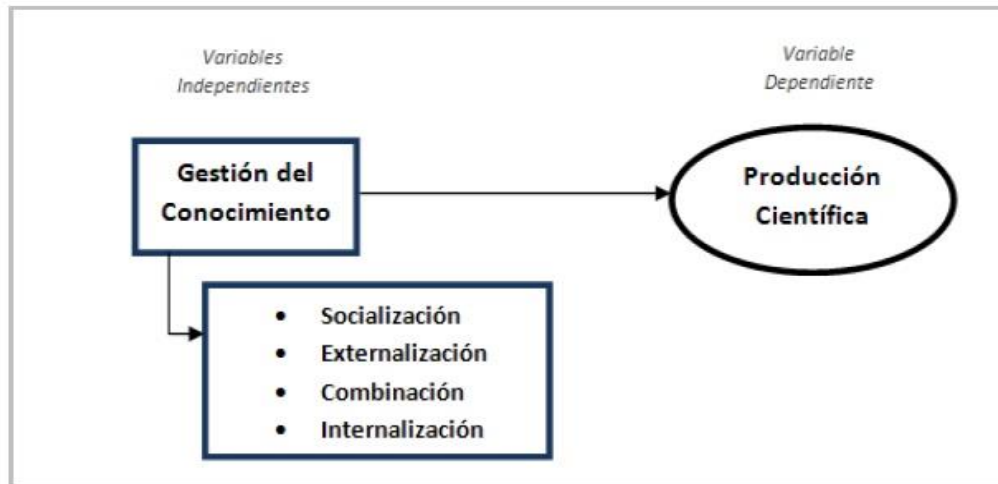 Variables
Independientes
Variable
Dependiente
Gestión del
Conocimiento
Producción
Científica
• Socialización
• Externalización
• Combinación
• Internalización